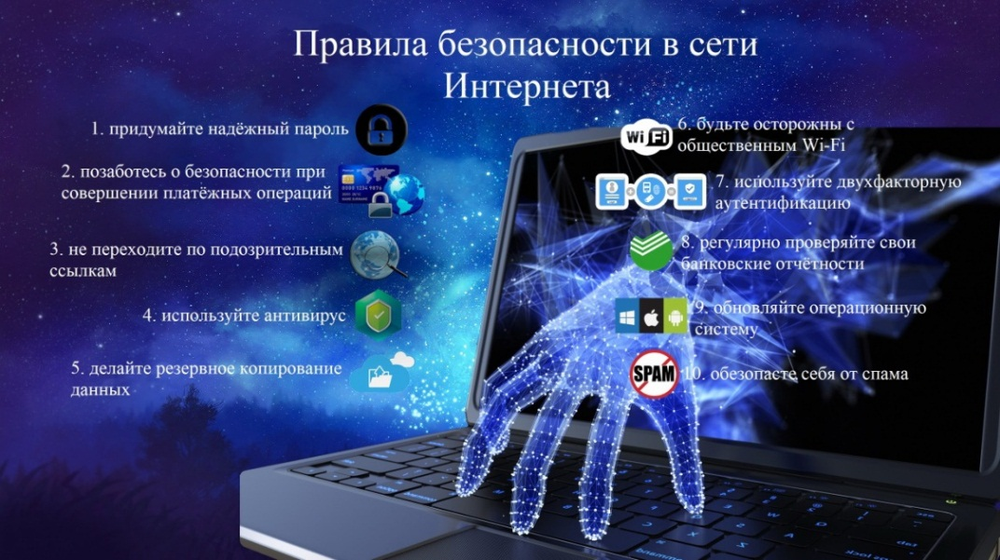 Правила безопасности в сети
Интернета
1. придумайте надёжный пароль
2. позаботесь о безопасности при
совершении платёжных операций
3. не переходите по подозрительным
ссылкам
4. используйте антивирус
5. делайте резервное копирование
данных
Wi Fi
6. будьте осторожны с
общественным Wi-Fi
7. используйте двухфакторную
аутентификацию
8. регулярно проверяйте свои
банковские отчётности
9. обновляйте операционную
систему
SPAM
10. обезопасте себя от спама